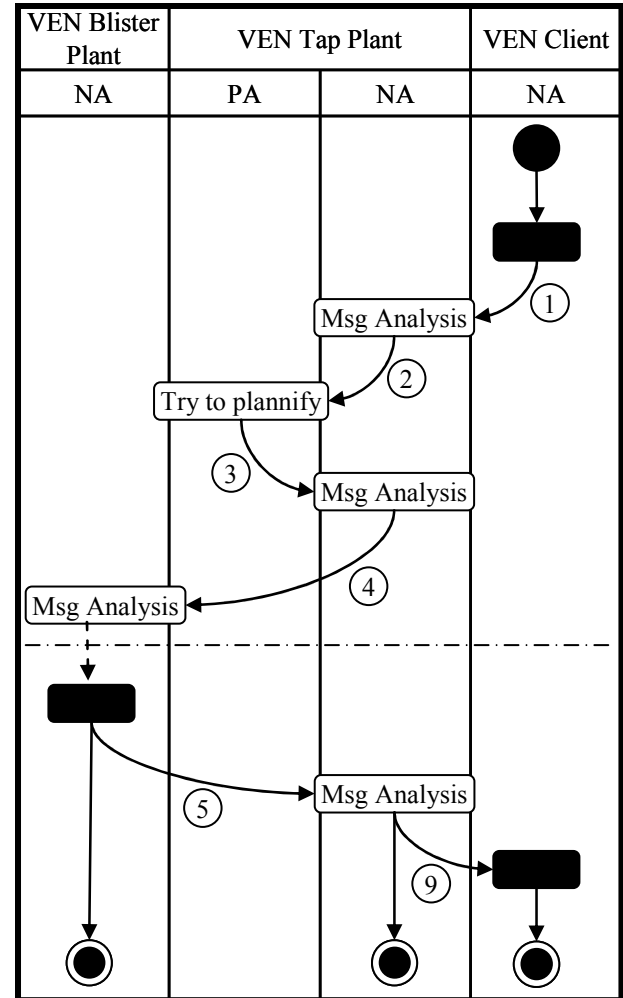 VEN Blister
Plant
VEN Tap Plant
VEN Client
NA
PA
NA
NA
1
Msg Analysis
2
Try to plannify
3
Msg Analysis
4
Msg Analysis
5
Msg Analysis
9